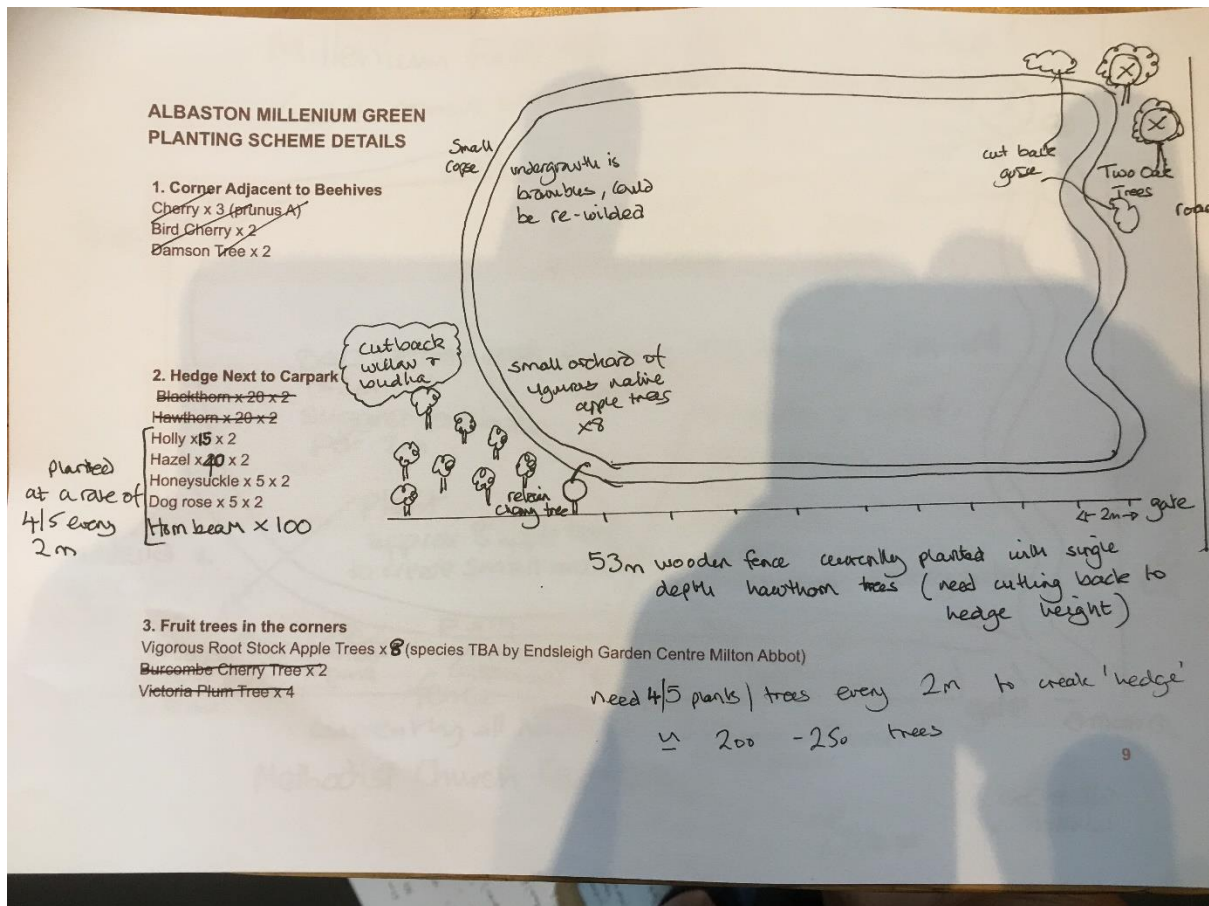 ALBASTON MILLENIUM GREEN
PLANTING SCHEME DETAILS
1. Corner Adjacent to Beehives
Cherry x 3 (prunus A)
Bird Cherry x 2
Damson Tree x 2
2. Hedge Next to Carpark
Blackthorn x 20 x 2
Hawthorn x 20 x 2
Holly x15 x 2
Hazel x20 x 2
Honeysuckle x 5 x 2
Dog rose x 5 x 2
Horn beam x 100
planted
at a rate of
4/5 every
2m
3. Fruit trees in the corners
Vigorous Root Stock Apple Trees x 8 (species TBA by Endsleigh Garden Centre Milton Abbot)
Burcombe Cherry Tree x 2
Victoria Plum Tree x 4
Small
copse
undergrowth is
brambles, could
be re-wilded
cut back
gorse
Two Oak
Trees
X
X
road
cut back
willow +
small orchard of
vigurous native
apple trees
x8
retain
cherry tree
2m
gate
53m wooden fence currently planted with single
depth hawthorn trees (need cutting back to
hedge height)
need 4/5 plants / trees every 2m to create 'hedge'
≃ 200 - 250 trees
9